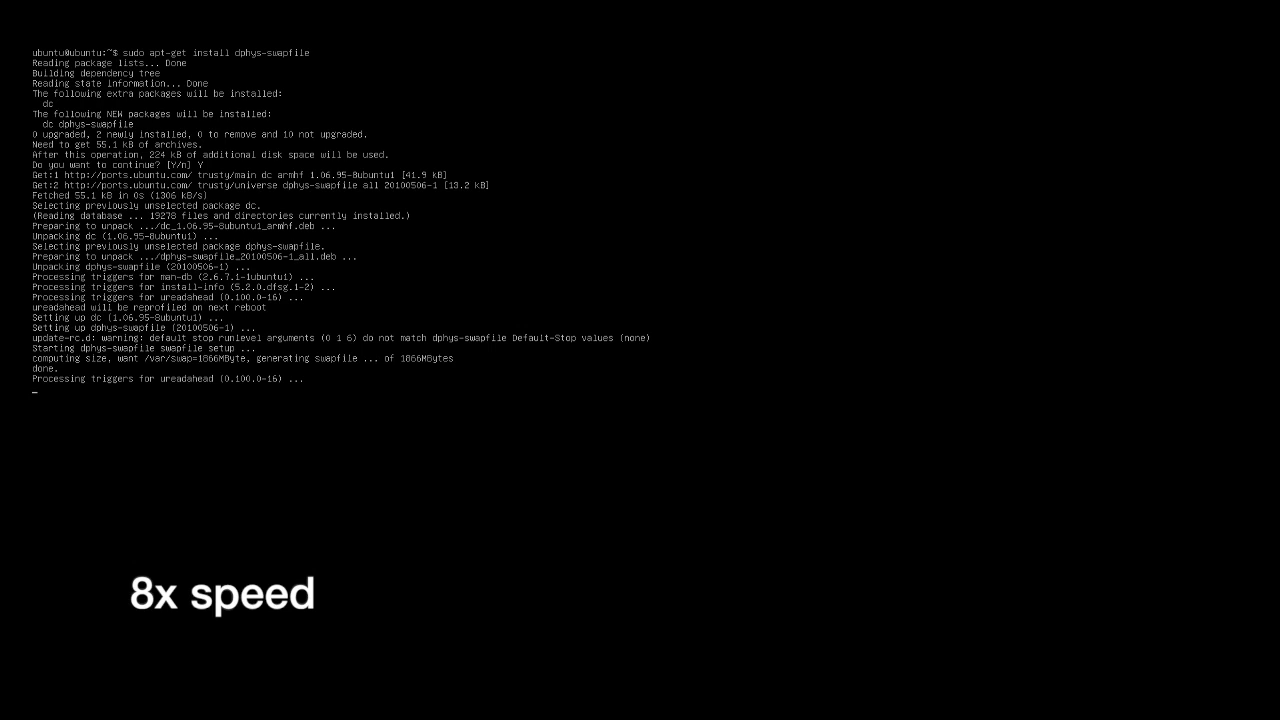 ubuntu@ubuntu:~$ sudo apt-get install dphys-swapfile
Reading package lists... Done
Building dependency tree
Reading state information... Done
The following extra packages will be installed:
  dc
The following NEW packages will be installed:
  dc dphys-swapfile
0 upgraded, 2 newly installed, 0 to remove and 10 not upgraded.
Need to get 55.1 kB of archives.
After this operation, 224 kB of additional disk space will be used.
Do you want to continue? [Y/n] Y
Get:1 http://ports.ubuntu.com/ trusty/main dc armhf 1.06.95-8ubuntu1 [41.9 kB]
Get:2 http://ports.ubuntu.com/ trusty/universe dphys-swapfile all 20100506-1 [13.2 kB]
Fetched 55.1 kB in 0s (1306 kB/s)
Selecting previously unselected package dc.
(Reading database ... 19278 files and directories currently installed.)
Preparing to unpack .../dc_1.06.95-8ubuntu1_armhf.deb ...
Unpacking dc (1.06.95-8ubuntu1) ...
Selecting previously unselected package dphys-swapfile.
Preparing to unpack .../dphys-swapfile_20100506-1_all.deb ...
Unpacking dphys-swapfile (20100506-1) ...
Processing triggers for man-db (2.6.7.1-1ubuntu1) ...
Processing triggers for install-info (5.2.0.dfsg.1-2) ...
Processing triggers for ureadahead (0.100.0-16) ...
ureadahead will be reprofiled on next reboot
Setting up dc (1.06.95-8ubuntu1) ...
Setting up dphys-swapfile (20100506-1) ...
update-rc.d: warning: default stop runlevel arguments (0 1 6) do not match dphys-swapfile Default-Stop values (none)
Starting dphys-swapfile swapfile setup ...
computing size, want /var/swap=1866MByte, generating swapfile ... of 1866MBytes
done.
Processing triggers for ureadahead (0.100.0-16) ...
8x speed